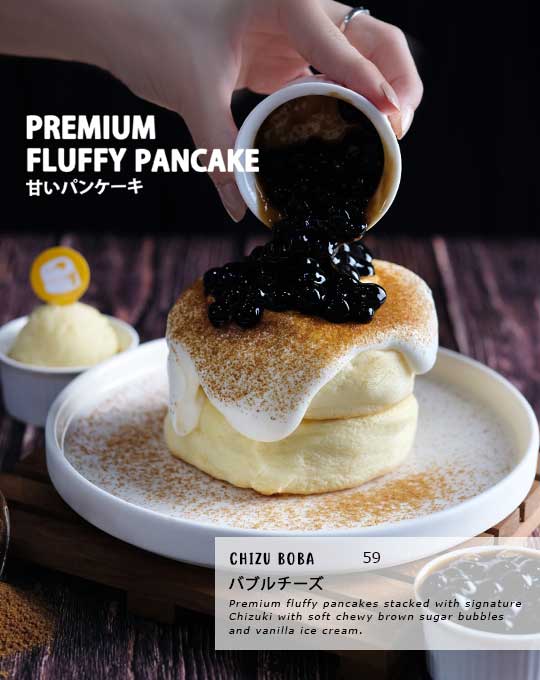 PREMIUM
FLUFFY PANCAKE
甘いパンケーキ
CHIZU BOBA 59
バブルチーズ
Premium fluffy pancakes stacked with signature
Chizuki with soft chewy brown sugar bubbles
and vanilla ice cream.